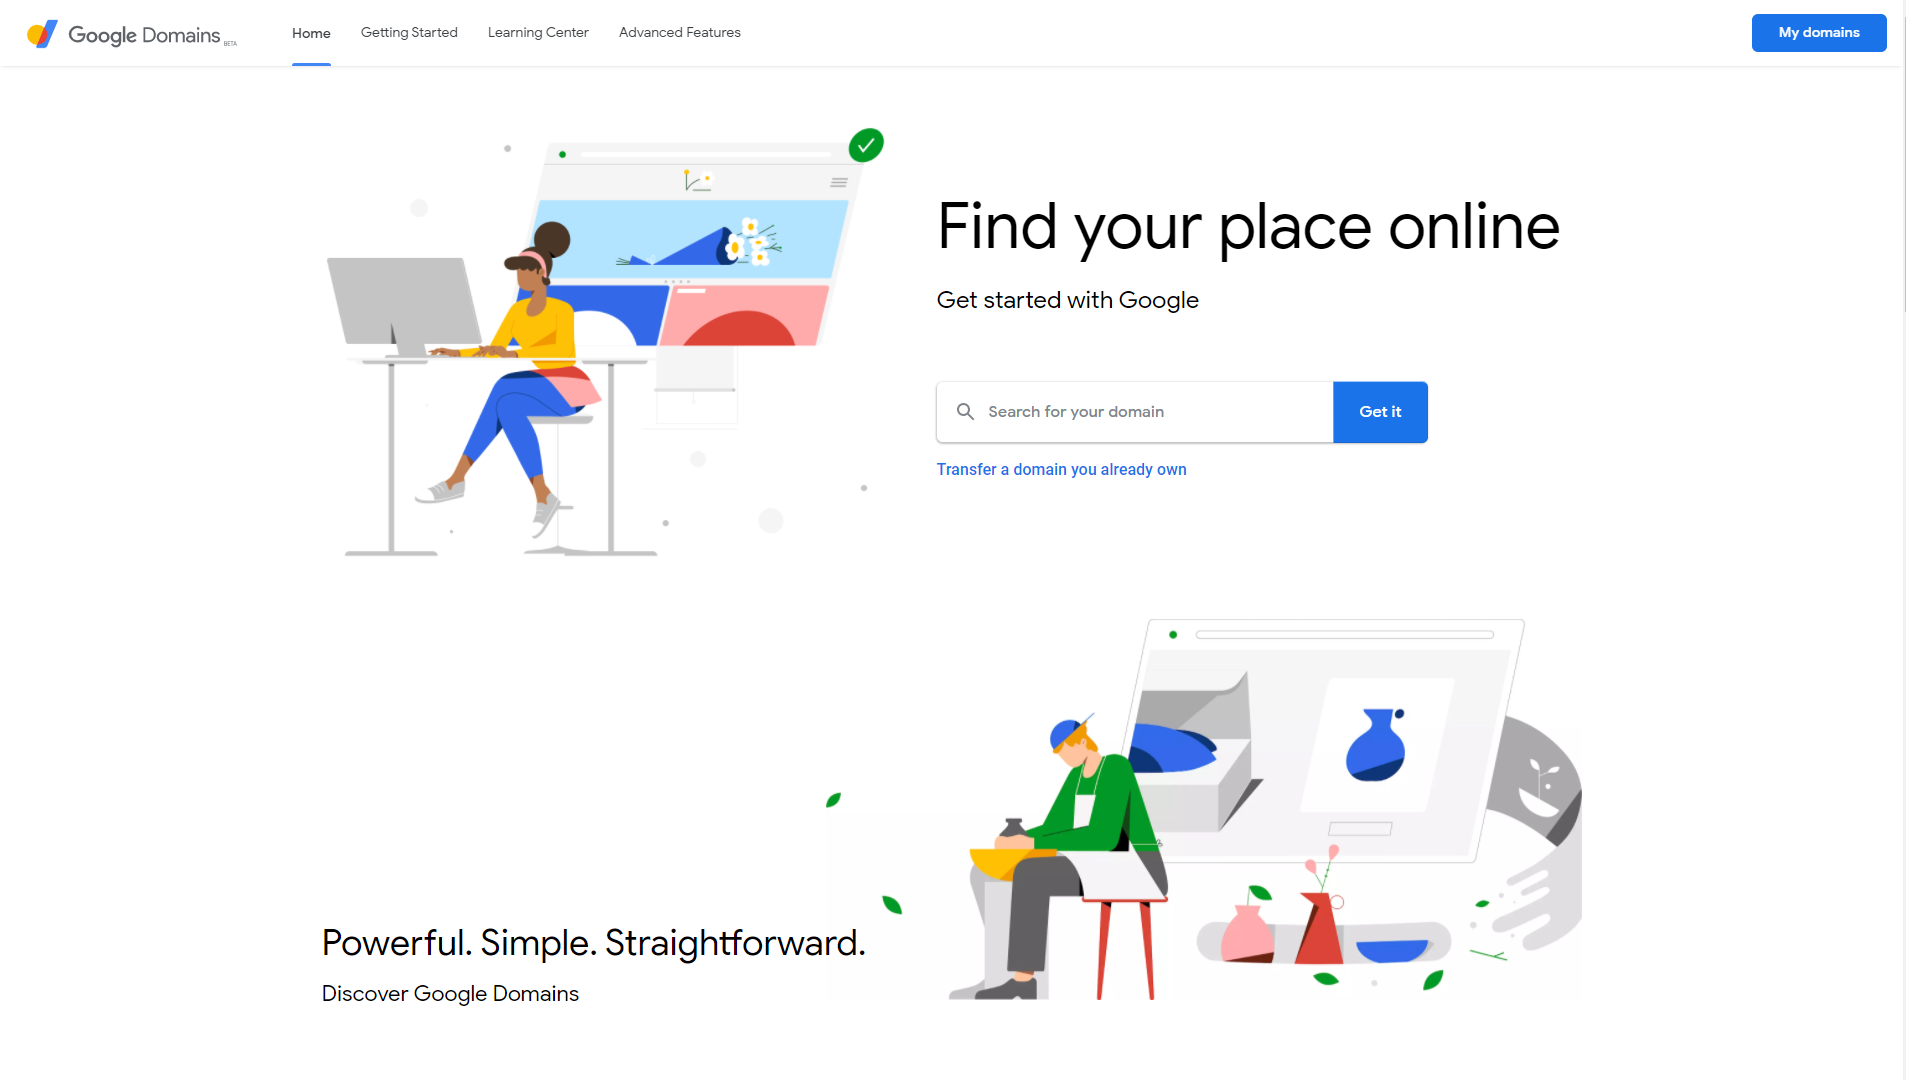 Google Domains BETA
Home
Getting Started
Learning Center
Advanced Features
My domains
Find your place online
Get started with Google
Search for your domain
Get it
Transfer a domain you already own
Powerful. Simple. Straightforward.
Discover Google Domains